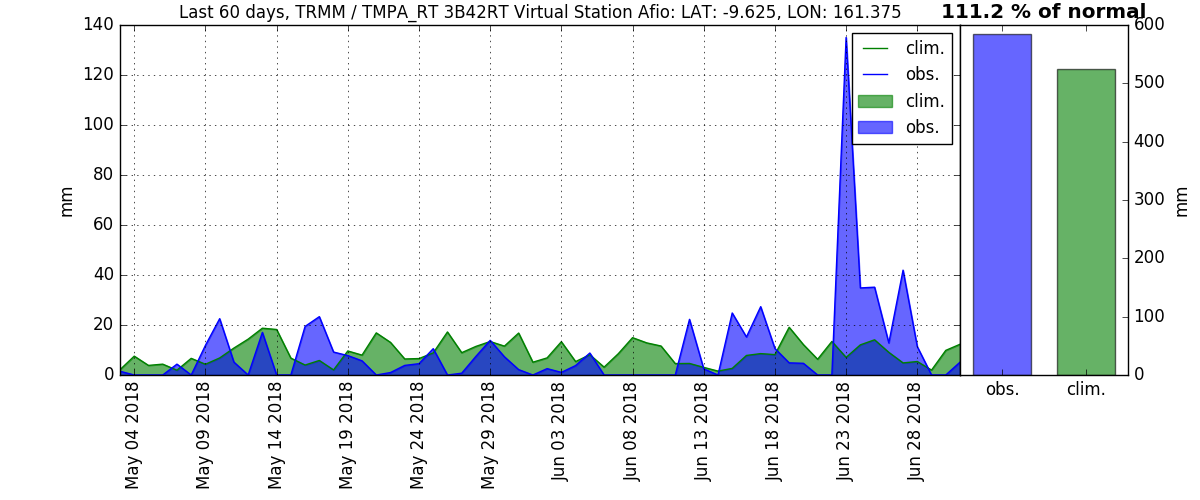 Last 60 days, TRMM / TMPA_RT 3B42RT Virtual Station Afio: LAT: -9.625, LON: 161.375
111.2 % of normal
140
120
100
80
60
40
20
0
mm
clim.
obs.
clim.
obs.
May 04 2018
May 09 2018
May 14 2018
May 19 2018
May 24 2018
May 29 2018
Jun 03 2018
Jun 08 2018
Jun 13 2018
Jun 18 2018
Jun 23 2018
Jun 28 2018
600
500
400
300
200
100
0
mm
obs.
clim.